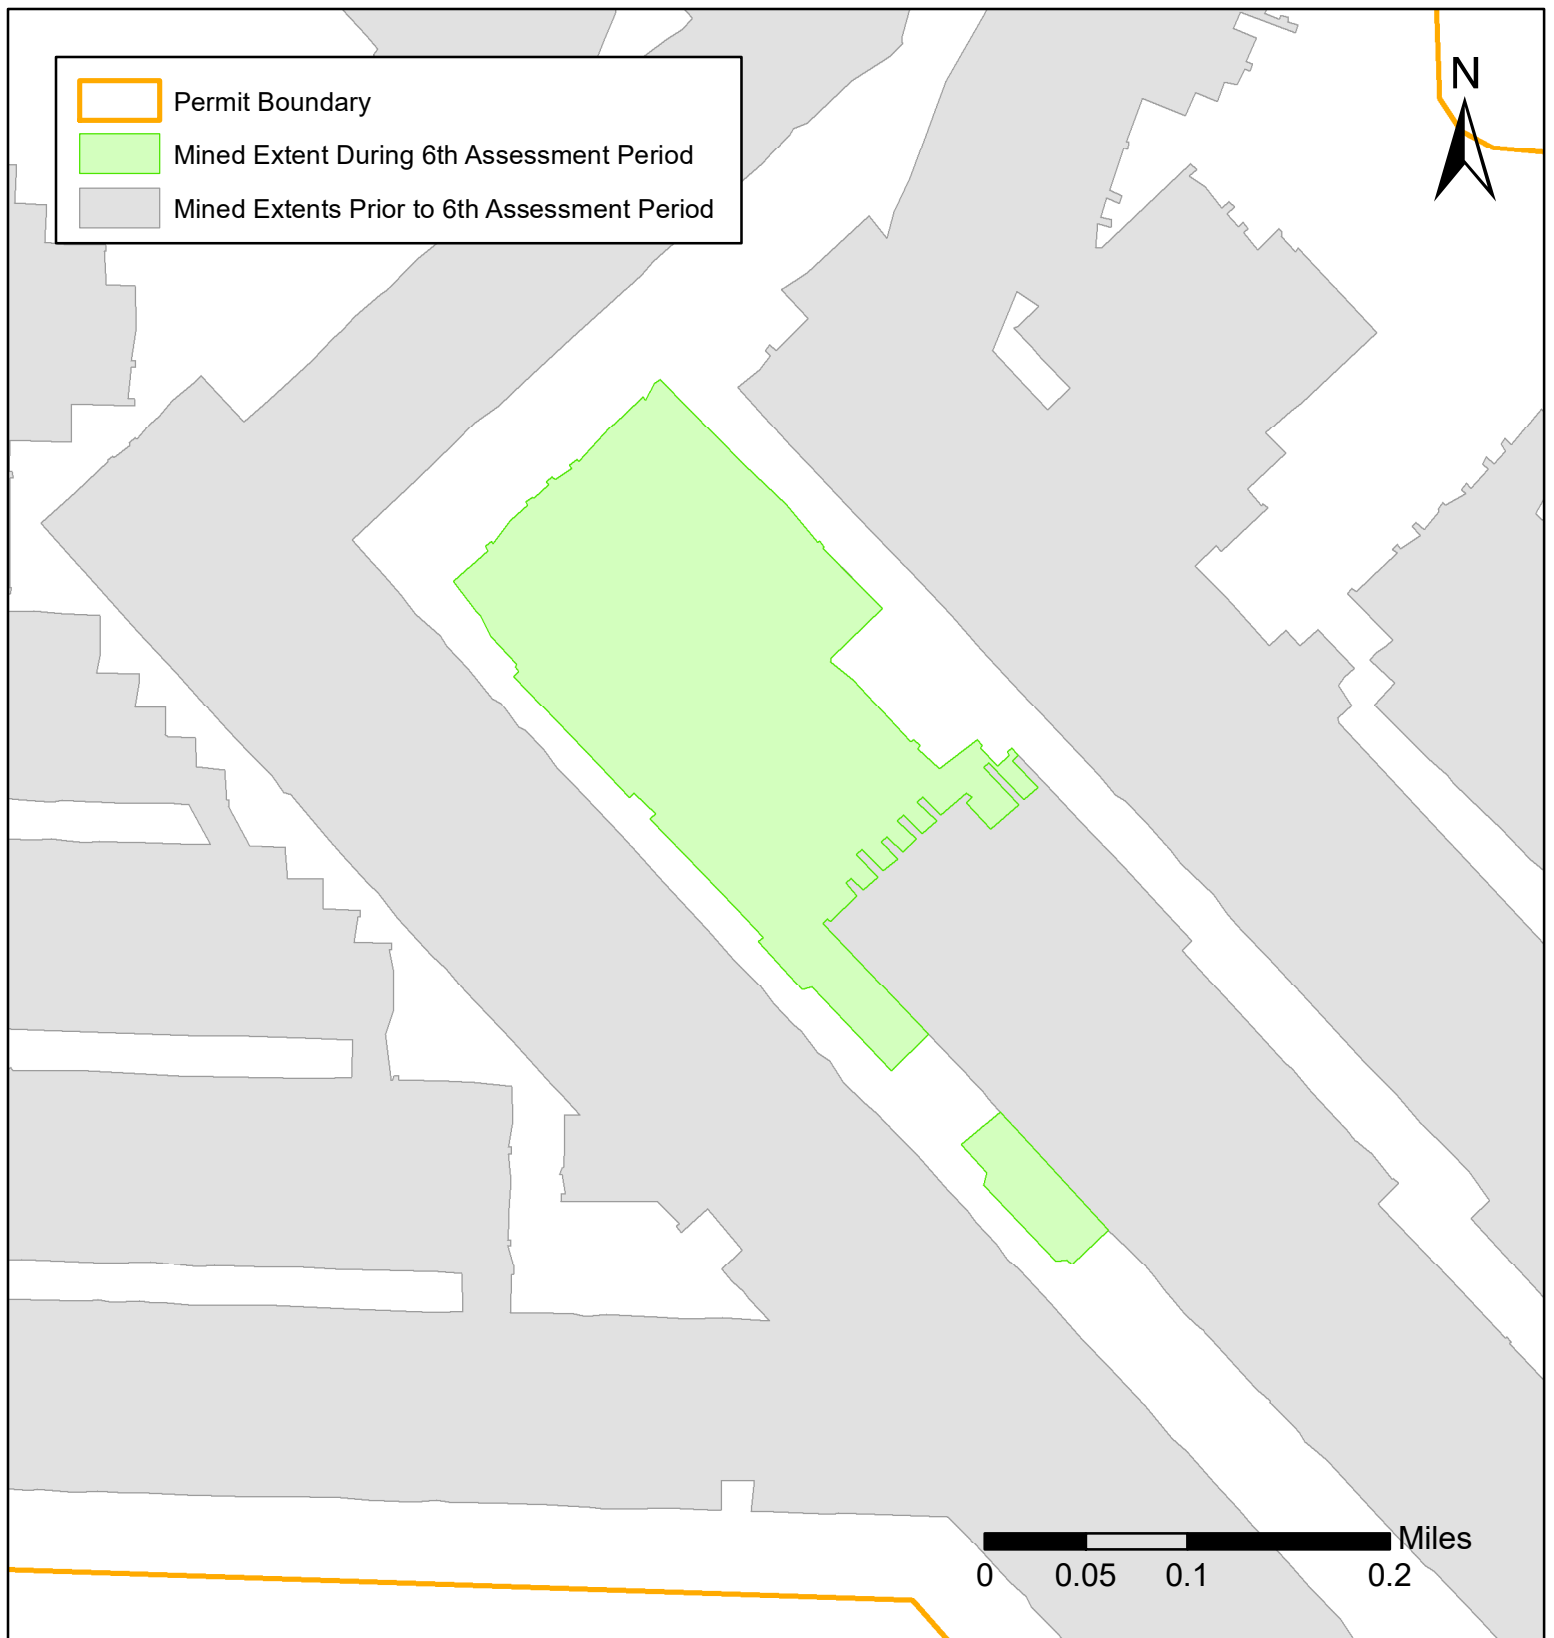 N
Permit Boundary
Mined Extent During 6th Assessment Period
Mined Extents Prior to 6th Assessment Period
Miles
0 0.05 0.1 0.2